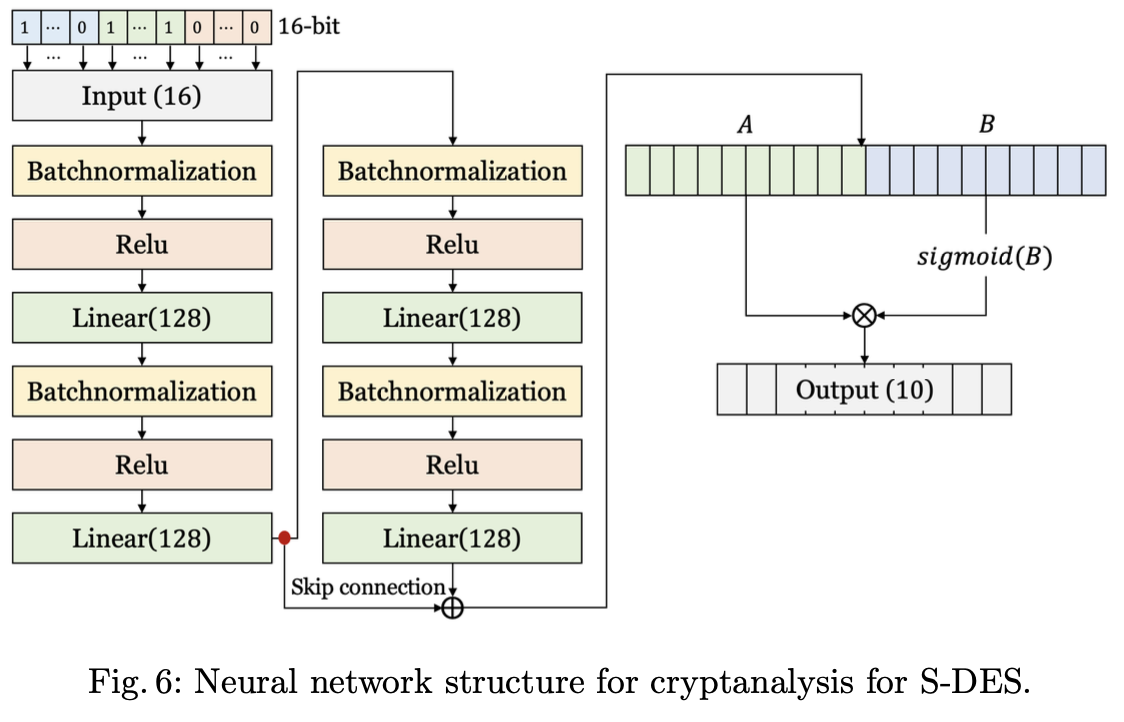 1 ... 0 1 ... 1 0 ... 0 16-bit
... ... ...
Input (16)
Batchnormalization
Relu
Linear(128)
Batchnormalization
Relu
Linear(128)
Batchnormalization
Relu
Linear(128)
Batchnormalization
Relu
Linear(128)
Skip connection
A
B
sigmoid(B)
Output (10)
Fig. 6: Neural network structure for cryptanalysis for S-DES.